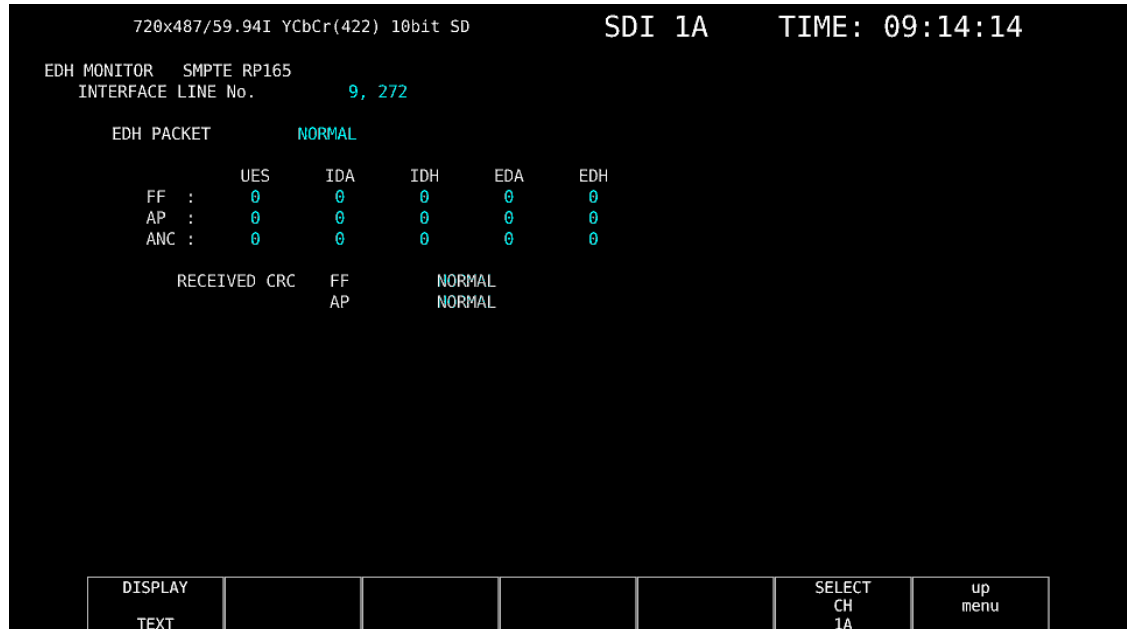 720x487/59.94I YCbCr(422) 10bit SD SDI 1A TIME: 09:14:14
EDH MONITOR SMPTE RP165
INTERFACE LINE No. 9, 272
EDH PACKET NORMAL
UES IDA IDH EDA EDH
FF : 0 0 0 0 0
AP : 0 0 0 0 0
ANC : 0 0 0 0 0
RECEIVED CRC FF NORMAL
AP NORMAL
DISPLAY SELECT up
CH menu
TEXT 1A